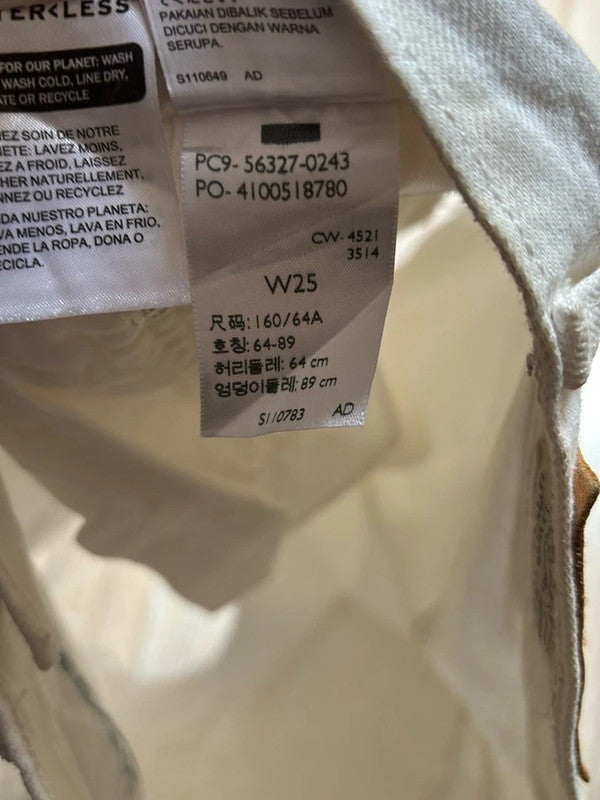 TER<LESS
FOR OUR PLANET: WASH
WASH COLD, LINE DRY,
ATE OR RECYCLE
EZ SOIN DE NOTRE
ETE: LAVEZ MOINS,
EZ A FROID, LAISSEZ
HER NATURELLEMENT,
NNEZ OU RECYCLEZ
DA NUESTRO PLANETA:
VA MENOS, LAVA EN FRIO,
ENDE LA ROPA, DONA O
ECICLA.
PAKAIAN DIBALIK SEBELUM
DICUCI DENGAN WARNA
SERUPA.
S110649 AD
PC9- 56327-0243
PO- 4100518780
CW- 4521
3514
W25
尺码: 160/64A
호칭: 64-89
허리둘레: 64 cm
엉덩이둘레: 89 cm
S110783 AD